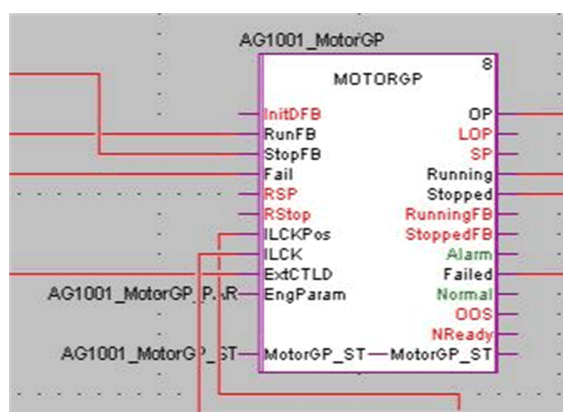 AG1001_MotorGP
8
MOTORGP
InitDFB OP
RunFB LOP
StopFB SP
Fail Running
RSP Stopped
RStop RunningFB
ILCKPos StoppedFB
ILCK Alarm
ExtCTLD Failed
AG1001_MotorGP_PAR EngParam Normal
OOS
NReady
AG1001_MotorGP_ST MotorGP_ST MotorGP_ST